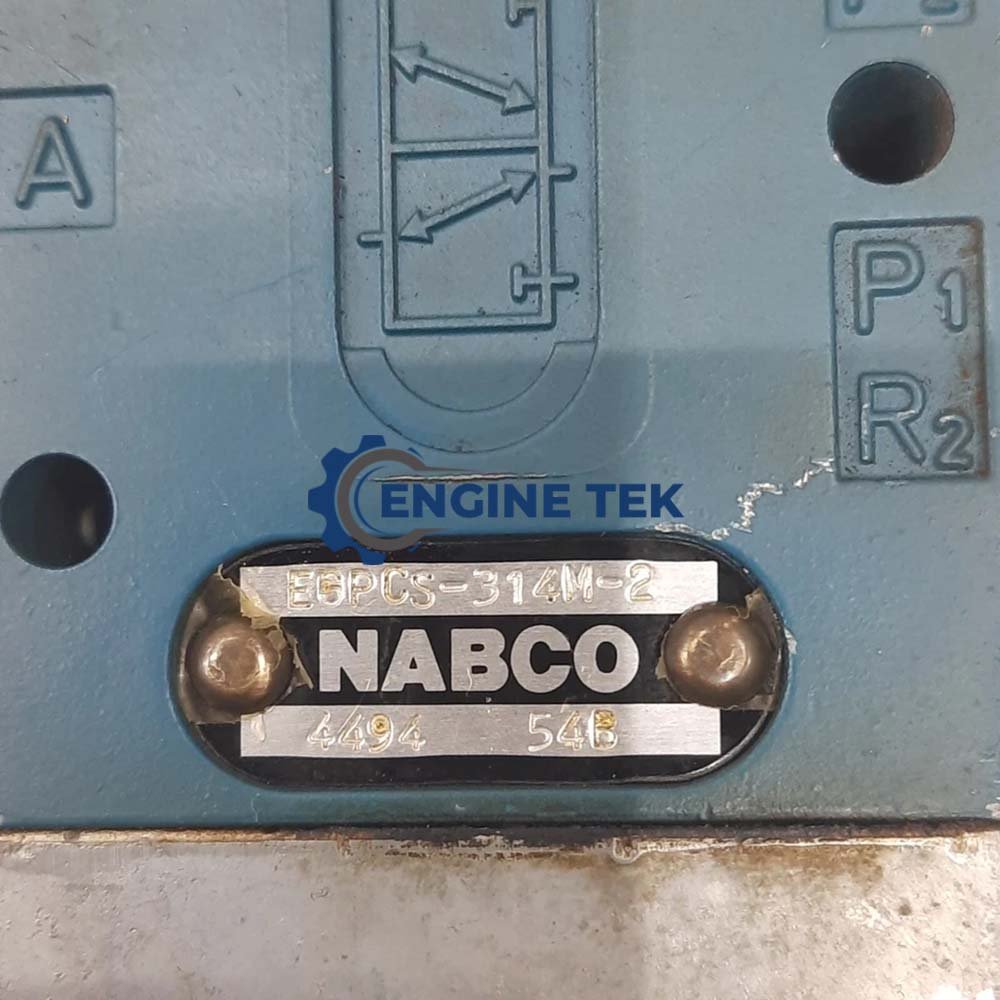 A
P1
R2
ENGINE TEK
E6PCS-314M-2
NABCO
4494 54B